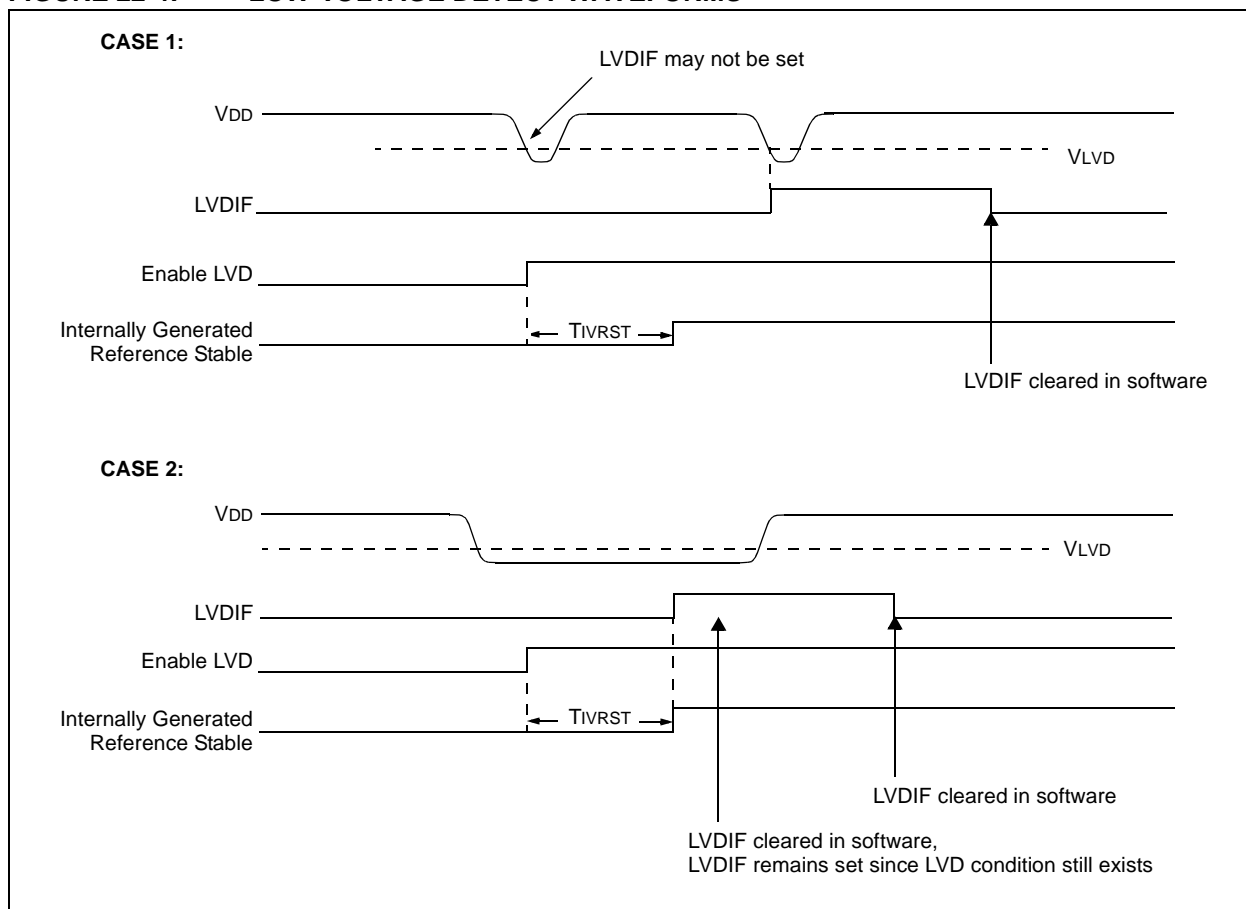 CASE 1:
LVDIF may not be set
VDD
VLVD
LVDIF
Enable LVD
TIVRST
Internally Generated
Reference Stable
LVDIF cleared in software
CASE 2:
VDD
VLVD
LVDIF
Enable LVD
TIVRST
Internally Generated
Reference Stable
LVDIF cleared in software
LVDIF cleared in software,
LVDIF remains set since LVD condition still exists